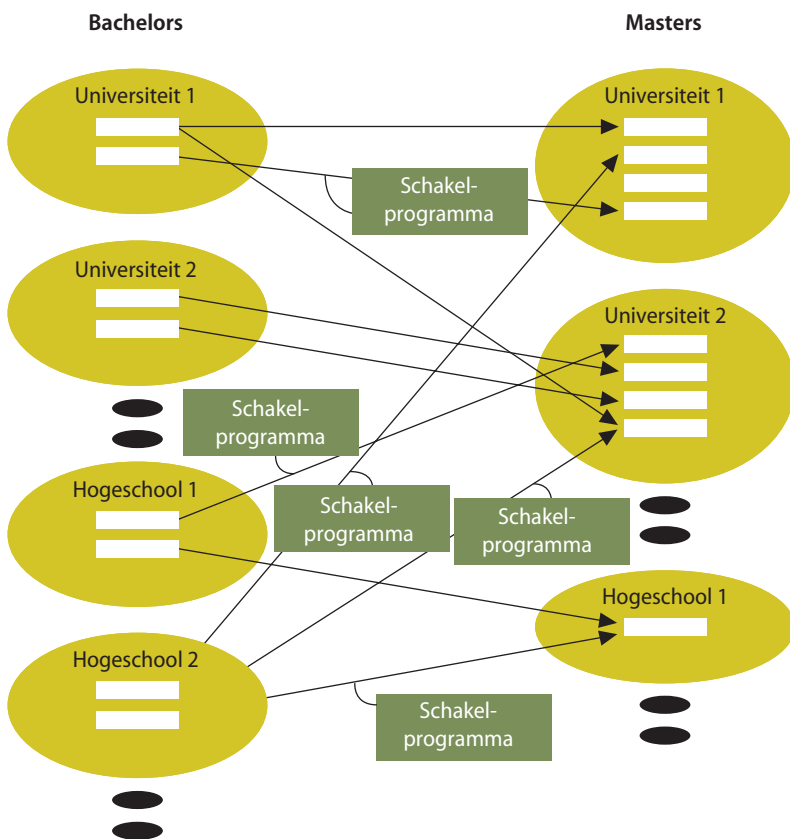 Bachelors
Masters
Universiteit 1
Universiteit 1
Schakel-
programma
Universiteit 2
Universiteit 2
Schakel-
programma
Hogeschool 1
Schakel-
programma
Schakel-
programma
Hogeschool 1
Hogeschool 2
Schakel-
programma